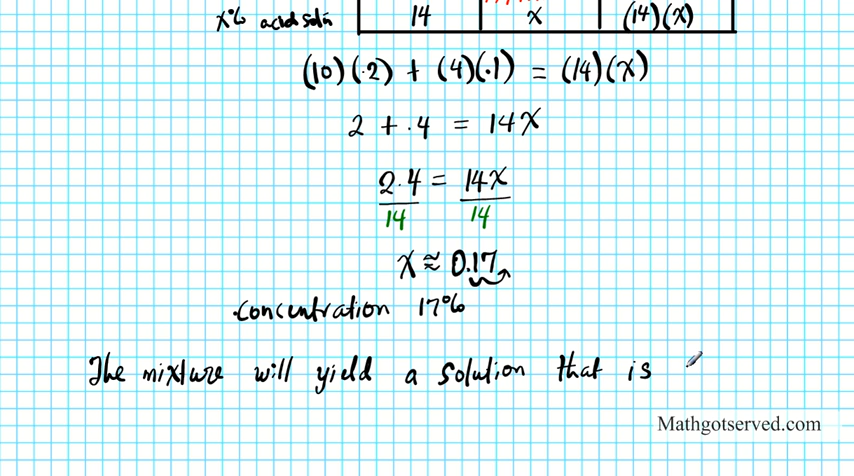 x% acid soln 14 x (14)(x)
(10)(.2) + (4)(.1) = (14)(x)
2 + .4 = 14x
2.4 = 14x
14 14
x ≈ 0.17
.concentration 17%
The mixture will yield a solution that is
Mathgotserved.com